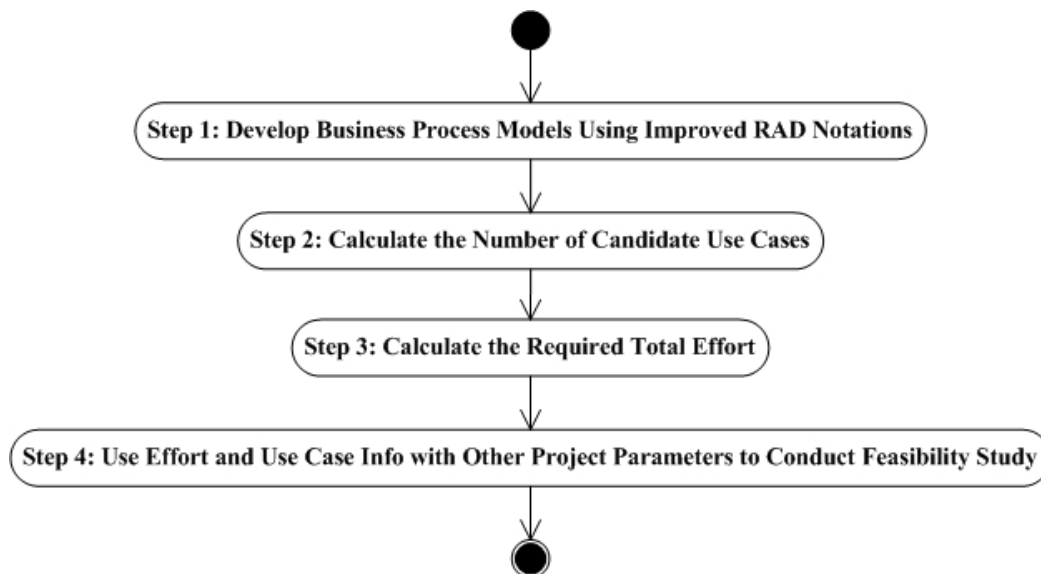 Step 1: Develop Business Process Models Using Improved RAD Notations
Step 2: Calculate the Number of Candidate Use Cases
Step 3: Calculate the Required Total Effort
Step 4: Use Effort and Use Case Info with Other Project Parameters to Conduct Feasibility Study